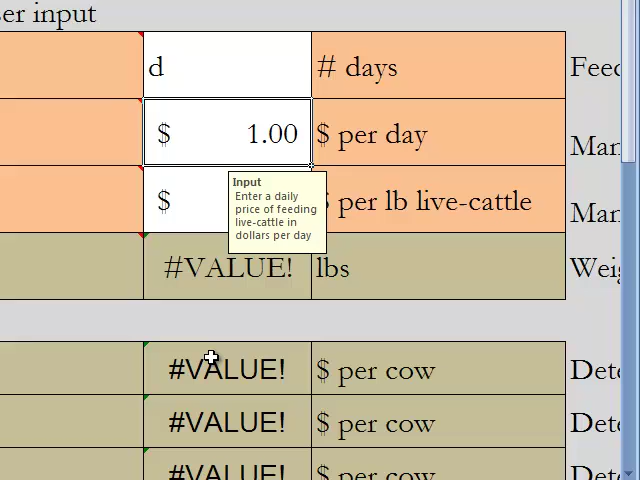 ser input
d # days Feed
$ 1.00 $ per day Man
$ $ per lb live-cattle Man
Input
Enter a daily
price of feeding
live-cattle in
dollars per day
#VALUE! lbs Weig
#VALUE! $ per cow Dete
#VALUE! $ per cow Dete
#VALUE! $ per cow Dete